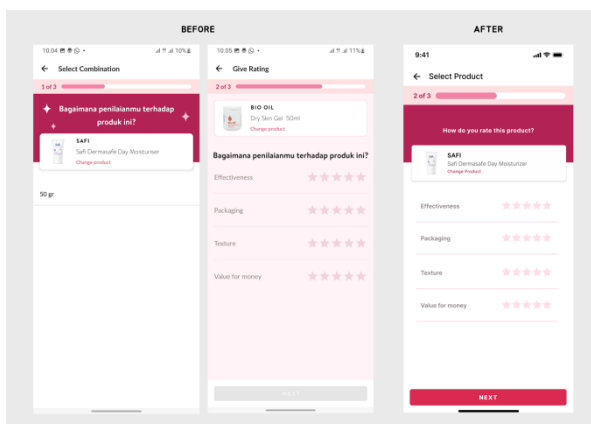 BEFORE
AFTER
10.04
10%
Select Combination
1 of 3
Bagaimana penilaianmu terhadap
produk ini?
SAFI
Safi Dermasafe Day Moisturiser
Change product
50 gr
10.05
11%
Give Rating
2 of 3
BIO OIL
Dry Skin Gel 50ml
Change product
Bagaimana penilaianmu terhadap produk ini?
Effectiveness
Packaging
Texture
Value for money
NEXT
9:41
Select Product
2 of 3
How do you rate this product?
SAFI
Safi Dermasafe Day Moisturizer
Change Product
Effectiveness
Packaging
Texture
Value for money
NEXT